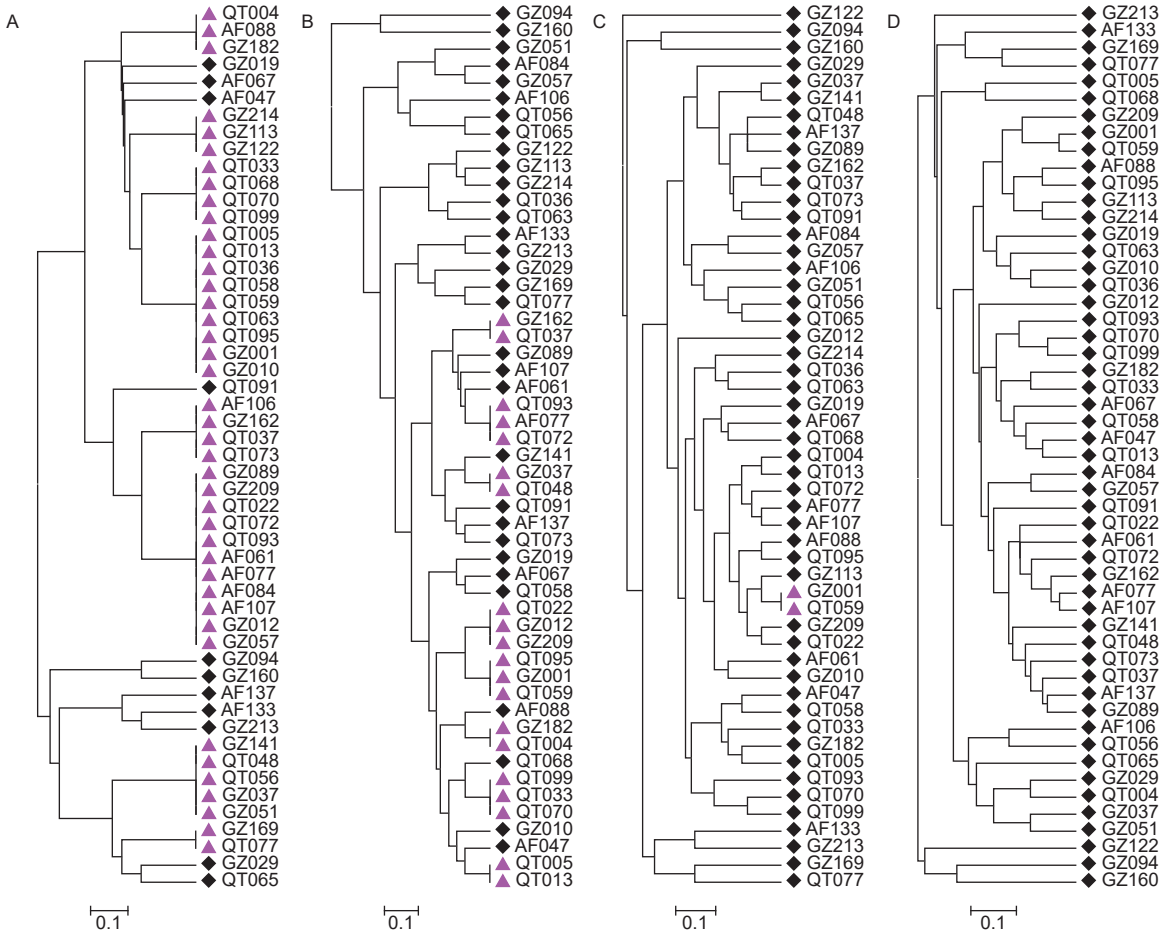 A
QT004
AF088
GZ182
GZ019
AF067
AF047
GZ214
GZ113
GZ122
QT033
QT068
QT070
QT099
QT005
QT013
QT036
QT058
QT059
QT063
QT095
GZ001
GZ010
QT091
AF106
GZ162
QT037
QT073
GZ089
GZ209
QT022
QT072
QT093
AF061
AF077
AF084
AF107
GZ012
GZ057
GZ094
GZ160
AF137
AF133
GZ213
GZ141
QT048
QT056
GZ037
GZ051
GZ169
QT077
GZ029
QT065
0.1
B
GZ094
GZ160
GZ051
AF084
GZ057
AF106
QT056
QT065
GZ122
GZ113
GZ214
QT036
QT063
AF133
GZ213
GZ029
GZ169
QT077
GZ162
QT037
GZ089
AF107
AF061
QT093
AF077
QT072
GZ141
GZ037
QT048
QT091
AF137
QT073
GZ019
AF067
QT058
QT022
GZ012
GZ209
QT095
GZ001
QT059
AF088
GZ182
QT004
QT068
QT099
QT033
QT070
GZ010
AF047
QT005
QT013
0.1
C
GZ122
GZ094
GZ160
GZ029
GZ037
GZ141
QT048
AF137
GZ089
GZ162
QT037
QT073
QT091
AF084
GZ057
AF106
GZ051
QT056
QT065
GZ012
GZ214
QT036
QT063
GZ019
AF067
QT068
QT004
QT013
QT072
AF077
AF107
AF088
QT095
GZ113
GZ001
QT059
GZ209
QT022
AF061
GZ010
AF047
QT058
QT033
GZ182
QT005
QT093
QT070
QT099
AF133
GZ213
GZ169
QT077
0.1
D
GZ213
AF133
GZ169
QT077
QT005
QT068
GZ209
GZ001
QT059
AF088
QT095
GZ113
GZ214
GZ019
QT063
GZ010
QT036
GZ012
QT093
QT070
QT099
GZ182
QT033
AF067
QT058
AF047
QT013
AF084
GZ057
QT091
QT022
AF061
QT072
GZ162
AF077
AF107
GZ141
QT048
QT073
QT037
AF137
GZ089
AF106
QT056
QT065
GZ029
QT004
GZ037
GZ051
GZ122
GZ094
GZ160
0.1